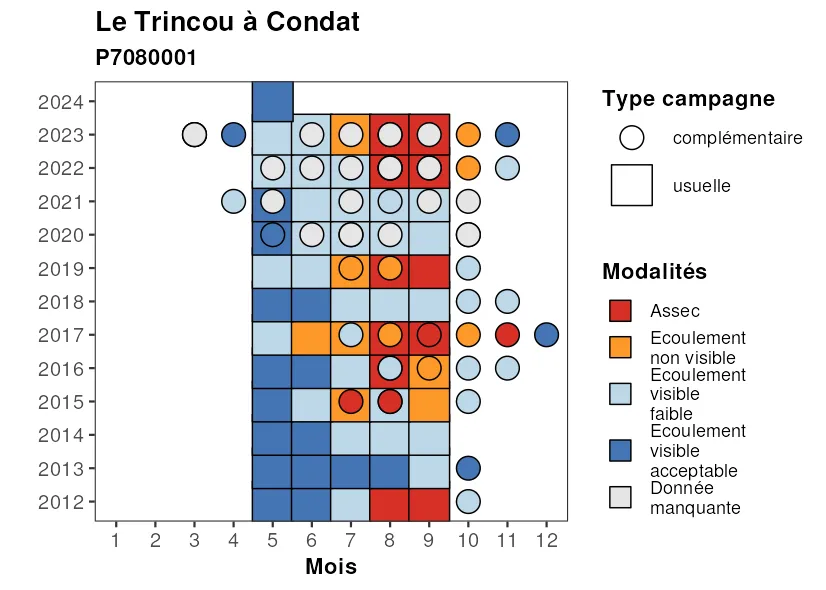 Le Trincou à Condat
P7080001
2024
2023
2022
2021
2020
2019
2018
2017
2016
2015
2014
2013
2012
1 2 3 4 5 6 7 8 9 10 11 12
Mois
Type campagne
complémentaire
usuelle
Modalités
Assec
Ecoulement
non visible
Ecoulement
visible
faible
Ecoulement
visible
acceptable
Donnée
manquante